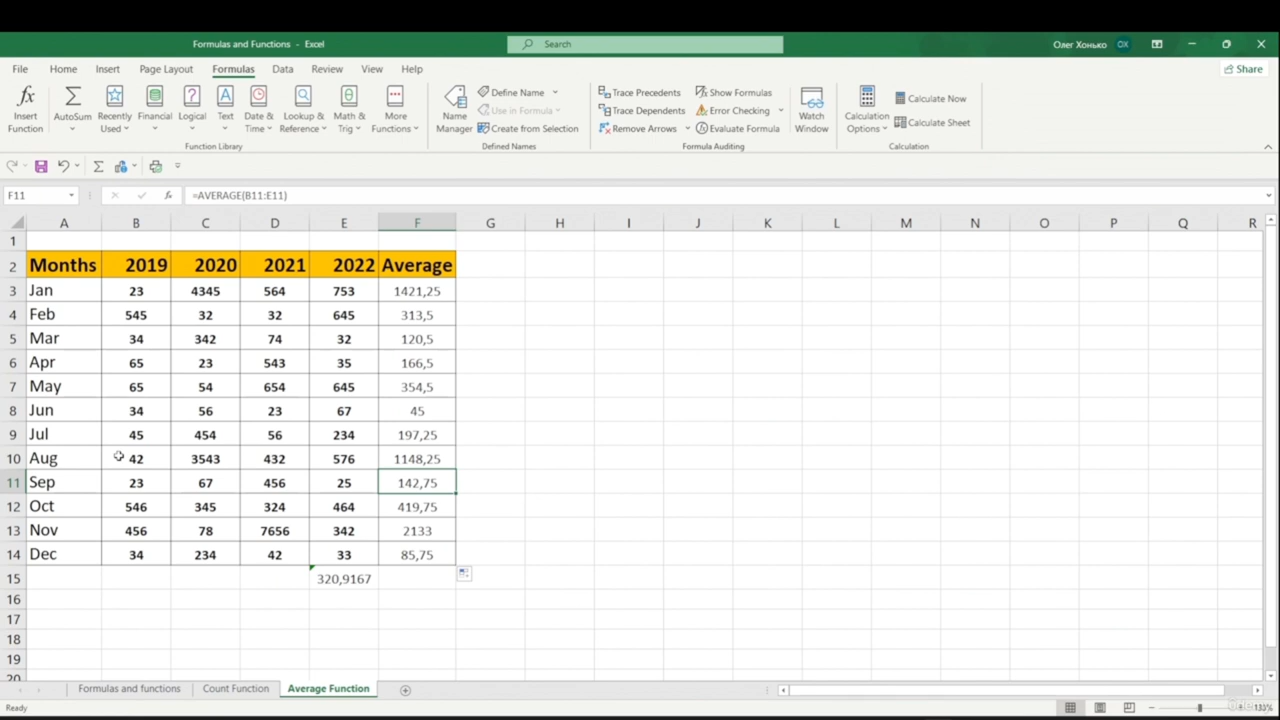 Formulas and Functions - Excel
Search
Олег Хонько OX
File Home Insert Page Layout Formulas Data Review View Help
Share
Insert Function
AutoSum
Recently Used
Financial
Logical
Text
Date & Time
Lookup & Reference
Math & Trig
More Functions
Function Library
Name Manager
Define Name
Use in Formula
Create from Selection
Defined Names
Trace Precedents
Trace Dependents
Remove Arrows
Show Formulas
Error Checking
Evaluate Formula
Formula Auditing
Watch Window
Calculation Options
Calculate Now
Calculate Sheet
Calculation
F11 fx =AVERAGE(B11:E11)
A B C D E F G H I J K L M N O P Q R
1
2 Months 2019 2020 2021 2022 Average
3 Jan 23 4345 564 753 1421,25
4 Feb 545 32 32 645 313,5
5 Mar 34 342 74 32 120,5
6 Apr 65 23 543 35 166,5
7 May 65 54 654 645 354,5
8 Jun 34 56 23 67 45
9 Jul 45 454 56 234 197,25
10 Aug 42 3543 432 576 1148,25
11 Sep 23 67 456 25 142,75
12 Oct 546 345 324 464 419,75
13 Nov 456 78 7656 342 2133
14 Dec 34 234 42 33 85,75
15 320,9167
16
17
18
19
20
Formulas and functions Count Function Average Function
Ready